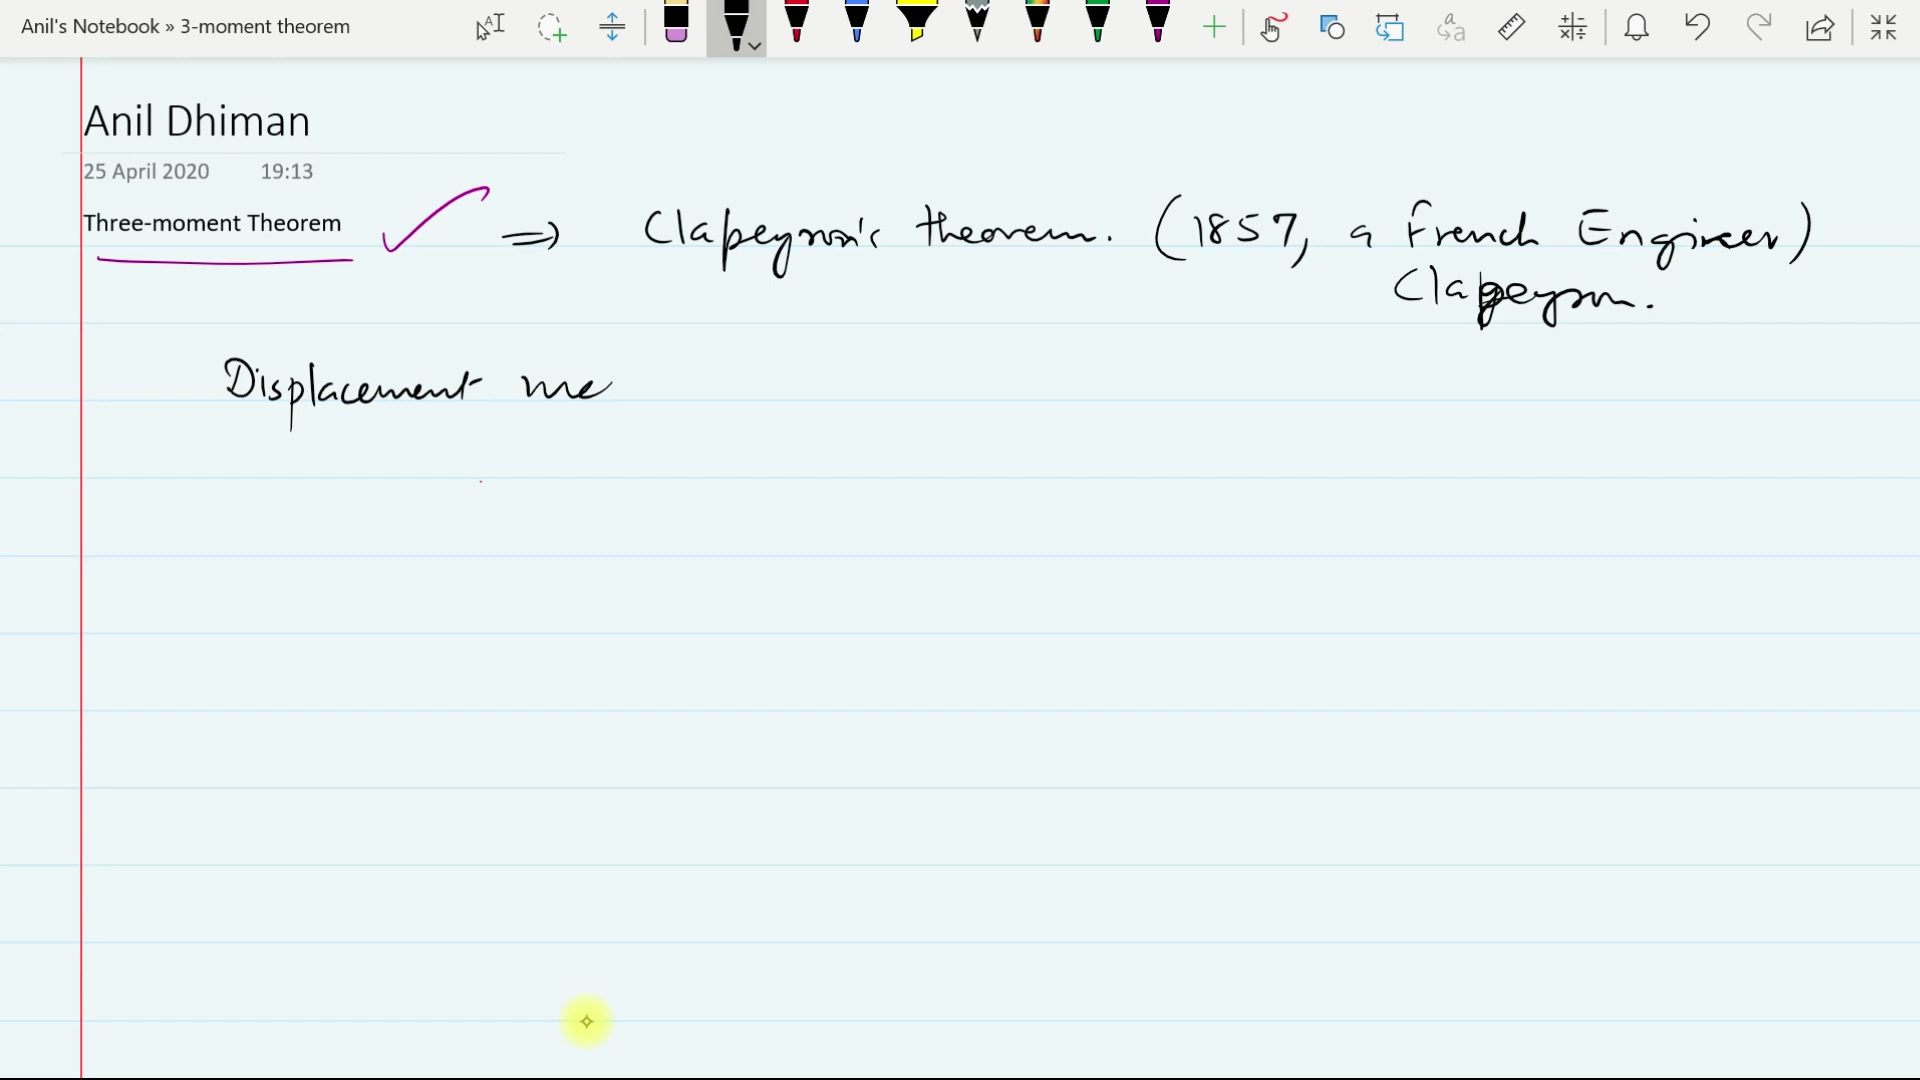 Anil's Notebook » 3-moment theorem
Anil Dhiman
25 April 2020 19:13
Three-moment Theorem ⇒ Clapeyron's theorem. (1857, a French Engineer)
Clapeyron.
Displacement me